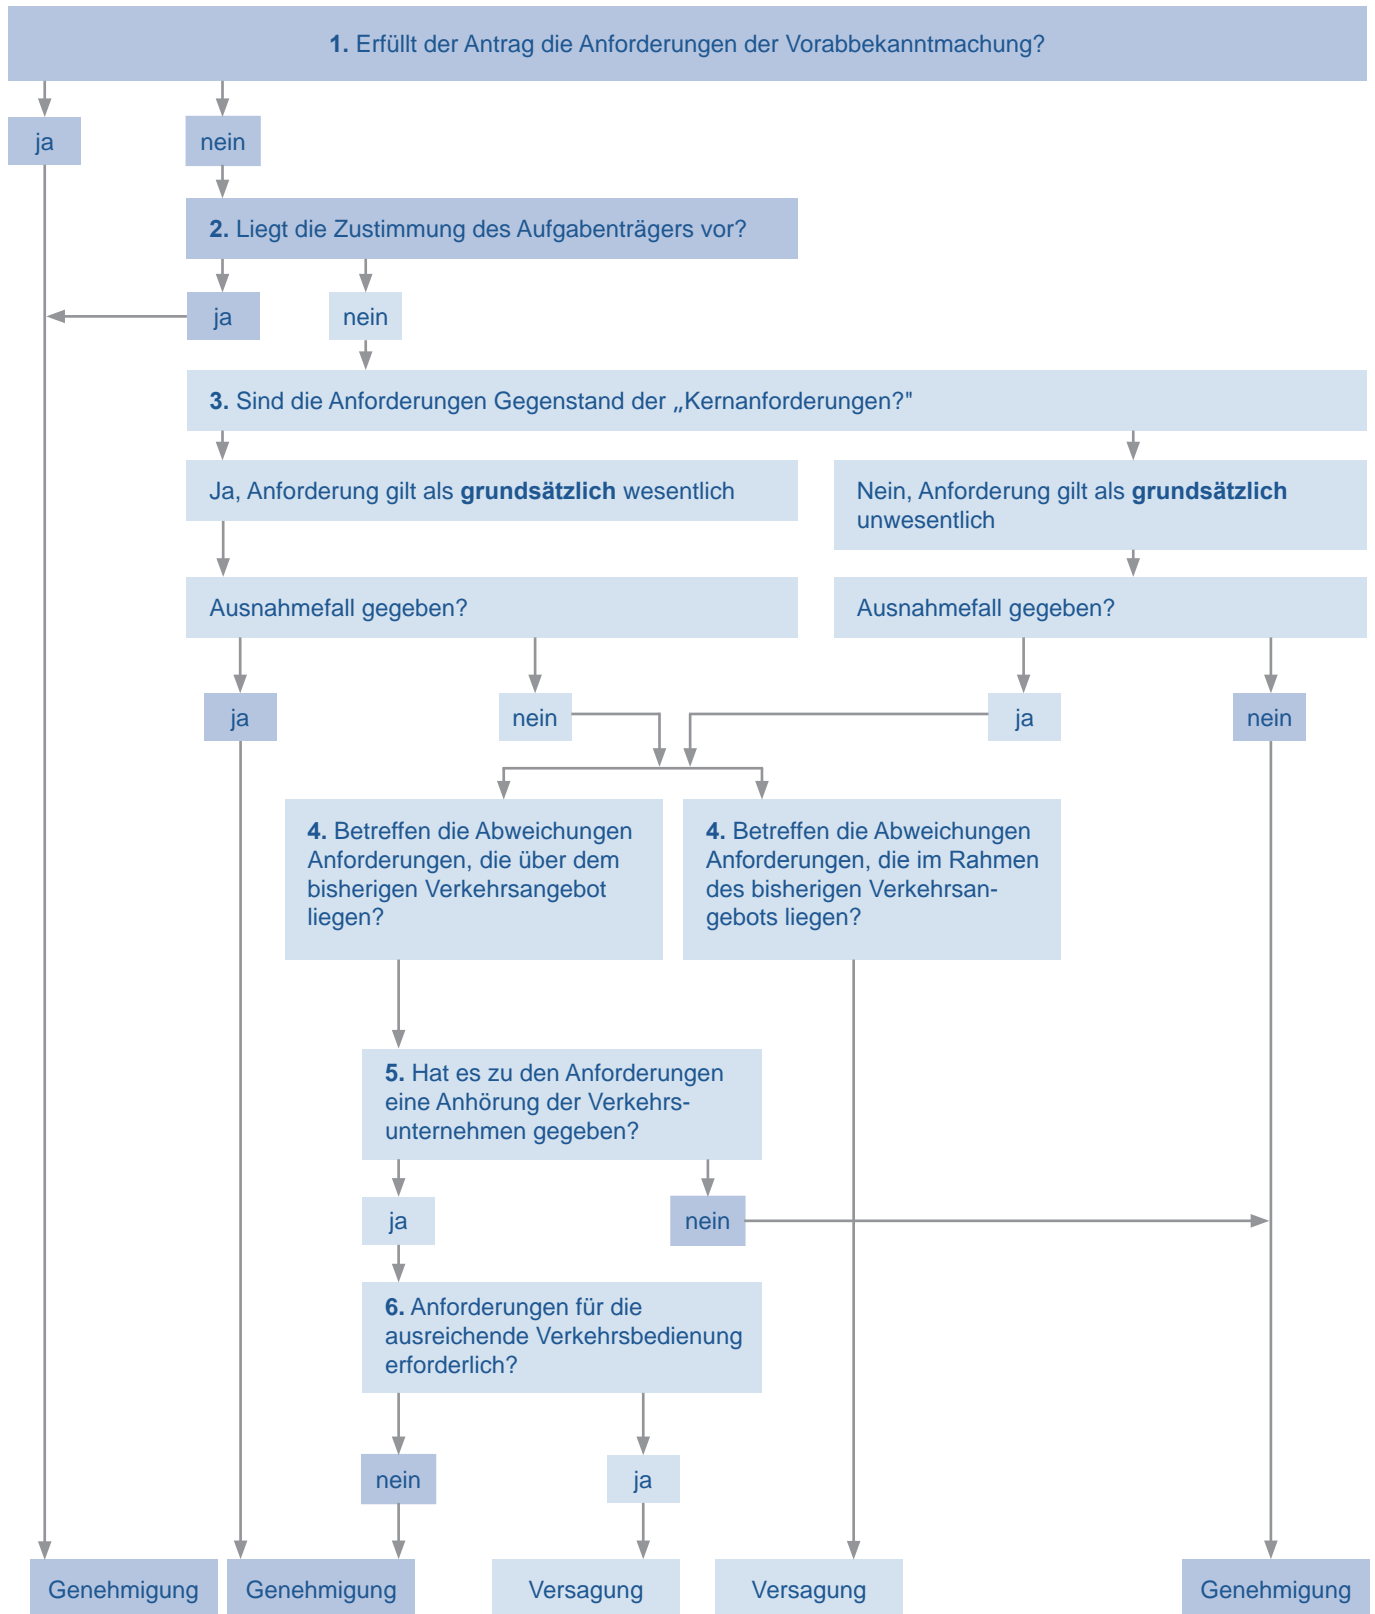 1. Erfüllt der Antrag die Anforderungen der Vorabbekanntmachung?
ja
nein
2. Liegt die Zustimmung des Aufgabenträgers vor?
ja
nein
3. Sind die Anforderungen Gegenstand der „Kernanforderungen?"
Ja, Anforderung gilt als grundsätzlich wesentlich
Nein, Anforderung gilt als grundsätzlich
unwesentlich
Ausnahmefall gegeben?
Ausnahmefall gegeben?
ja
nein
ja
nein
4. Betreffen die Abweichungen
Anforderungen, die über dem
bisherigen Verkehrsangebot
liegen?
4. Betreffen die Abweichungen
Anforderungen, die im Rahmen
des bisherigen Verkehrsan-
gebots liegen?
5. Hat es zu den Anforderungen
eine Anhörung der Verkehrs-
unternehmen gegeben?
ja
nein
6. Anforderungen für die
ausreichende Verkehrsbedienung
erforderlich?
nein
ja
Genehmigung
Genehmigung
Versagung
Versagung
Genehmigung